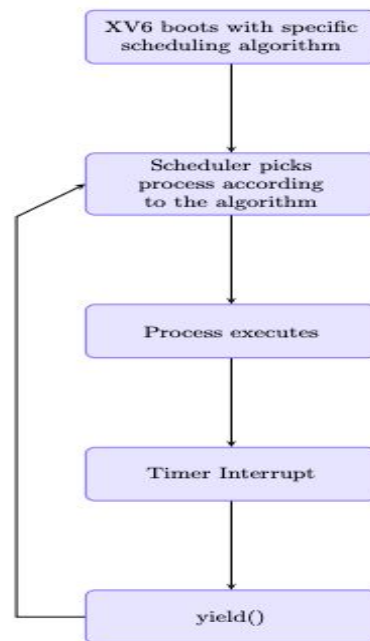 XV6 boots with specific
scheduling algorithm
Scheduler picks
process according
to the algorithm
Process executes
Timer Interrupt
yield()